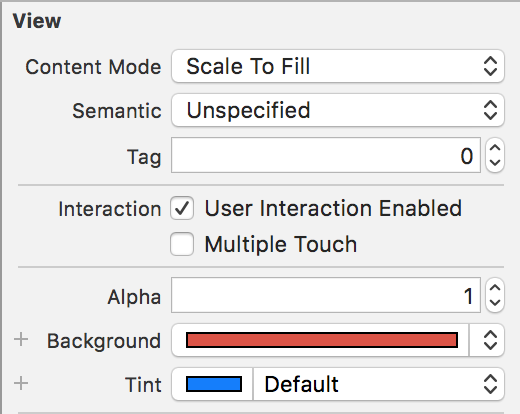 View
Content Mode Scale To Fill
Semantic Unspecified
Tag 0
Interaction User Interaction Enabled
Multiple Touch
Alpha 1
+ Background
+ Tint Default